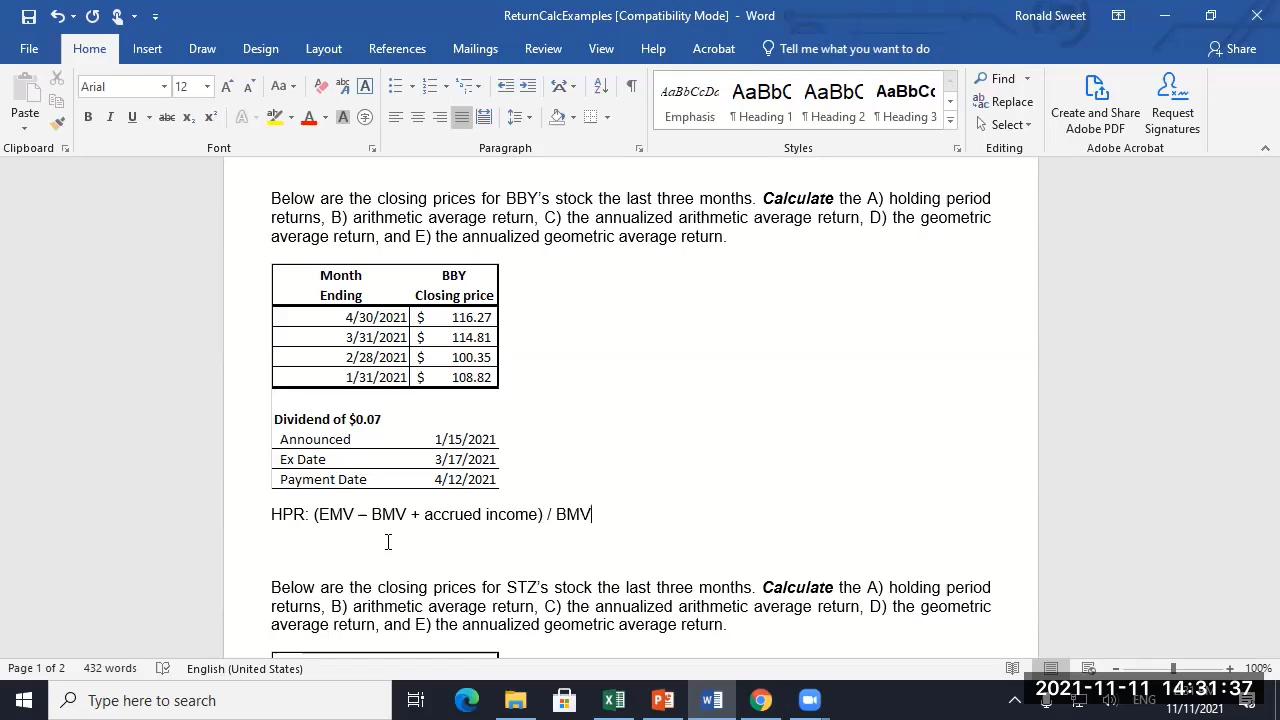 ReturnCalcExamples [Compatibility Mode] - Word
Ronald Sweet
File Home Insert Draw Design Layout References Mailings Review View Help Acrobat Tell me what you want to do Share
Paste
Clipboard
Arial 12
Font
Paragraph
AaBbCcDc AaBbC AaBbC AaBbCc
Emphasis ¶ Heading 1 ¶ Heading 2 ¶ Heading 3
Styles
Find
Replace
Select
Editing
Create and Share
Adobe PDF
Request
Signatures
Adobe Acrobat
Below are the closing prices for BBY's stock the last three months. Calculate the A) holding period
returns, B) arithmetic average return, C) the annualized arithmetic average return, D) the geometric
average return, and E) the annualized geometric average return.
Month BBY
Ending Closing price
4/30/2021 $ 116.27
3/31/2021 $ 114.81
2/28/2021 $ 100.35
1/31/2021 $ 108.82
Dividend of $0.07
Announced 1/15/2021
Ex Date 3/17/2021
Payment Date 4/12/2021
HPR: (EMV – BMV + accrued income) / BMV
Below are the closing prices for STZ's stock the last three months. Calculate the A) holding period
returns, B) arithmetic average return, C) the annualized arithmetic average return, D) the geometric
average return, and E) the annualized geometric average return.
Page 1 of 2 432 words English (United States) 100%
Type here to search
2021-11-11 14:31:37
ENG
11/11/2021